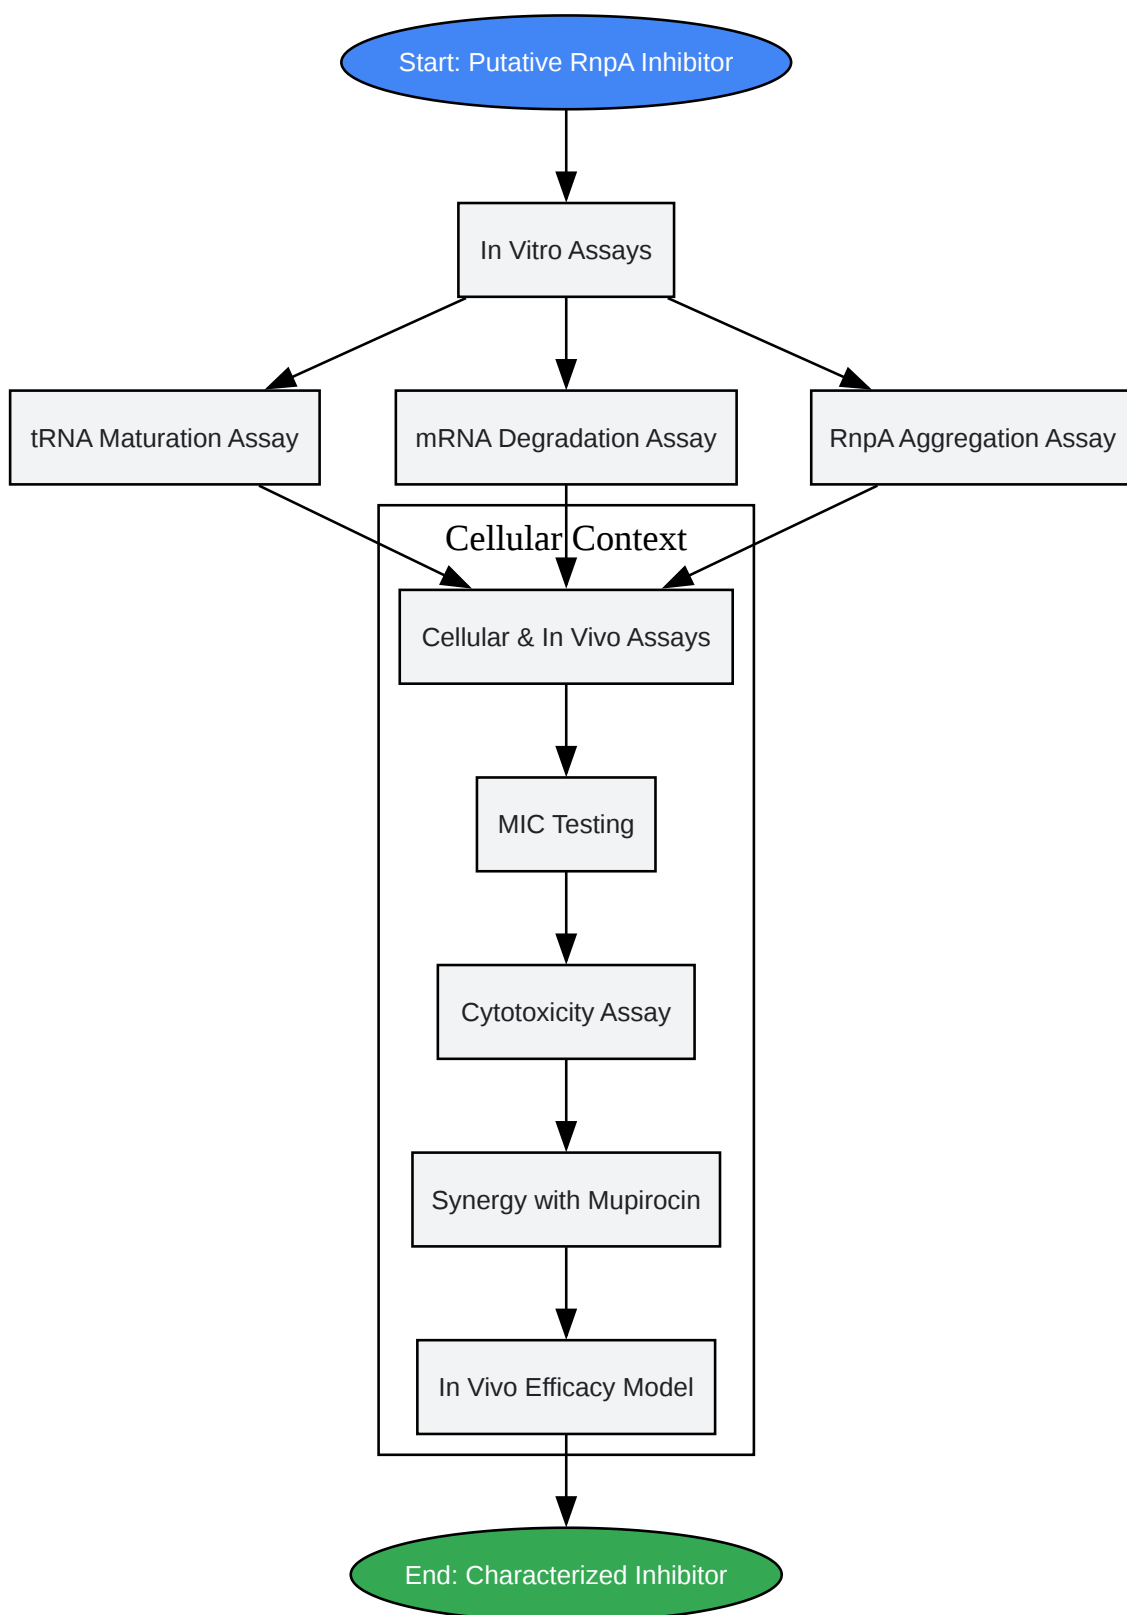 Start: Putative RnpA Inhibitor
In Vitro Assays
tRNA Maturation Assay
mRNA Degradation Assay
RnpA Aggregation Assay
Cellular Context
Cellular & In Vivo Assays
MIC Testing
Cytotoxicity Assay
Synergy with Mupirocin
In Vivo Efficacy Model
End: Characterized Inhibitor